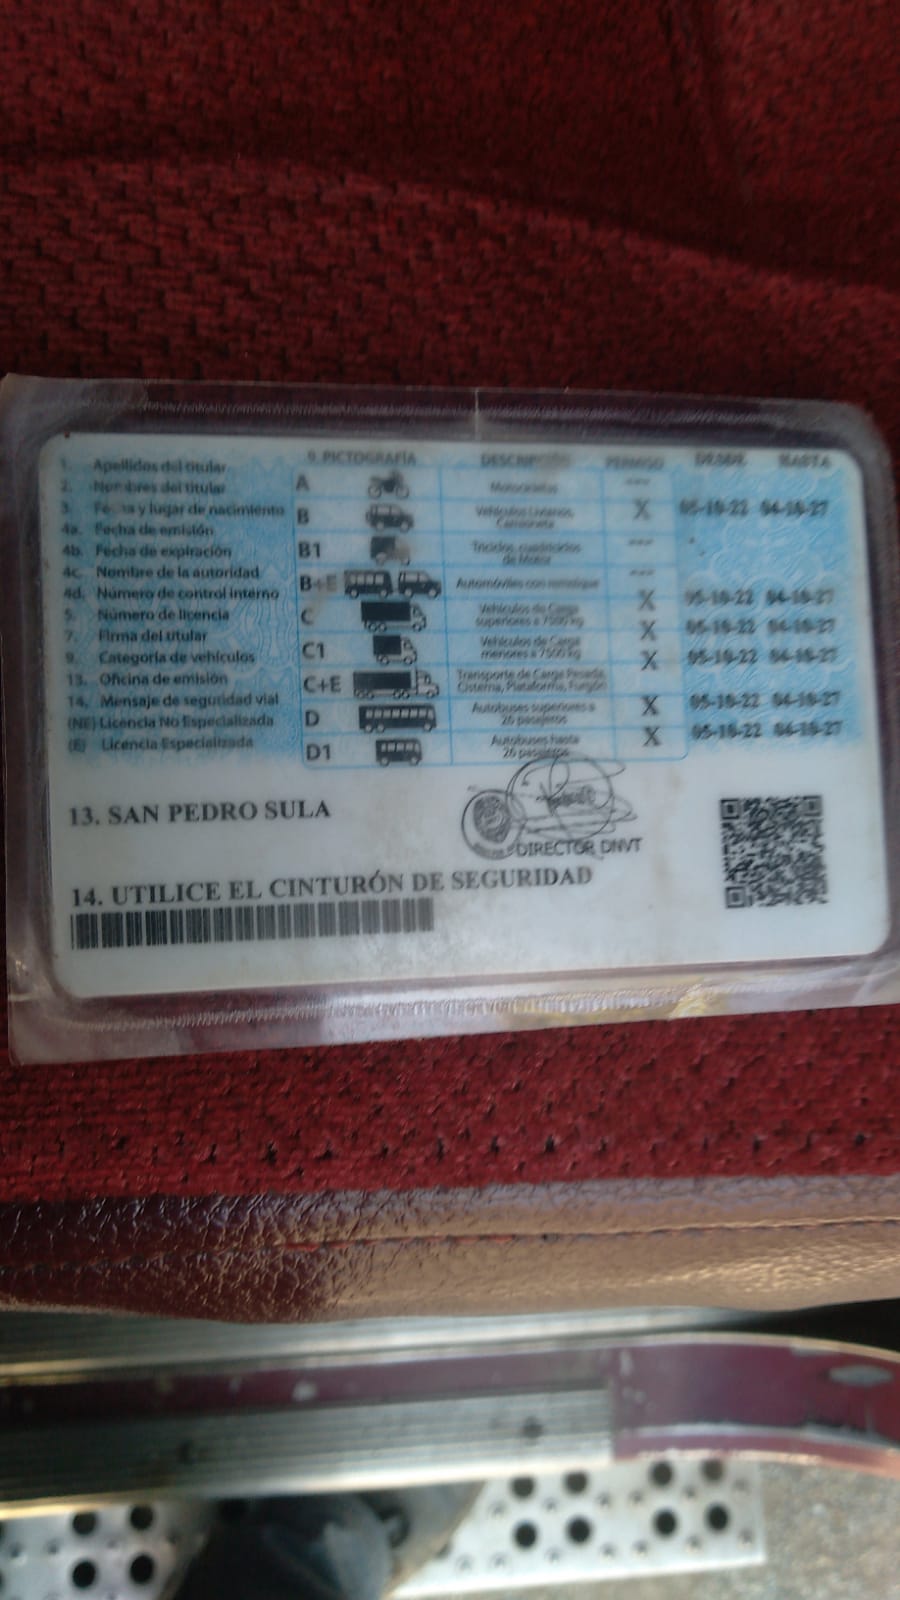 1. Apellidos del titular
2. Nombres del titular
3. Fecha y lugar de nacimiento
4a. Fecha de emisión
4b. Fecha de expiración
4c. Nombre de la autoridad
4d. Número de control interno
5. Número de licencia
7. Firma del titular
9. Categoría de vehículos
13. Oficina de emisión
14. Mensaje de seguridad vial
(NE) Licencia No Especializada
(E) Licencia Especializada
9. PICTOGRAFÍA DESCRIPCIÓN PERMISO DESDE HASTA
A Motocicletas ---
B Vehículos Livianos, Camioneta X 05-10-22 04-10-27
B1 Triciclos, cuatriciclos de Motor ---
B+E Automóviles con remolque ---
C Vehículos de Carga superiores a 7500 kg X 05-10-22 04-10-27
C1 Vehículos de Carga menores a 7500 kg X 05-10-22 04-10-27
C+E Transporte de Carga Pesada, Cisterna, Plataforma, Furgón X 05-10-22 04-10-27
D Autobuses superiores a 26 pasajeros X 05-10-22 04-10-27
D1 Autobuses hasta 26 pasajeros X 05-10-22 04-10-27
13. SAN PEDRO SULA
DIRECTOR DNVT
14. UTILICE EL CINTURÓN DE SEGURIDAD